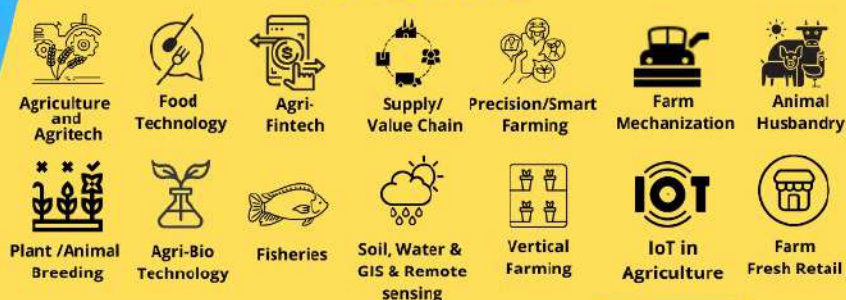 Agriculture
and
Agritech
Food
Technology
Agri-
Fintech
Supply/
Value Chain
Precision/Smart
Farming
Farm
Mechanization
Animal
Husbandry
Plant /Animal
Breeding
Agri-Bio
Technology
Fisheries
Soil, Water &
GIS & Remote
sensing
Vertical
Farming
IOT
IoT in
Agriculture
Farm
Fresh Retail